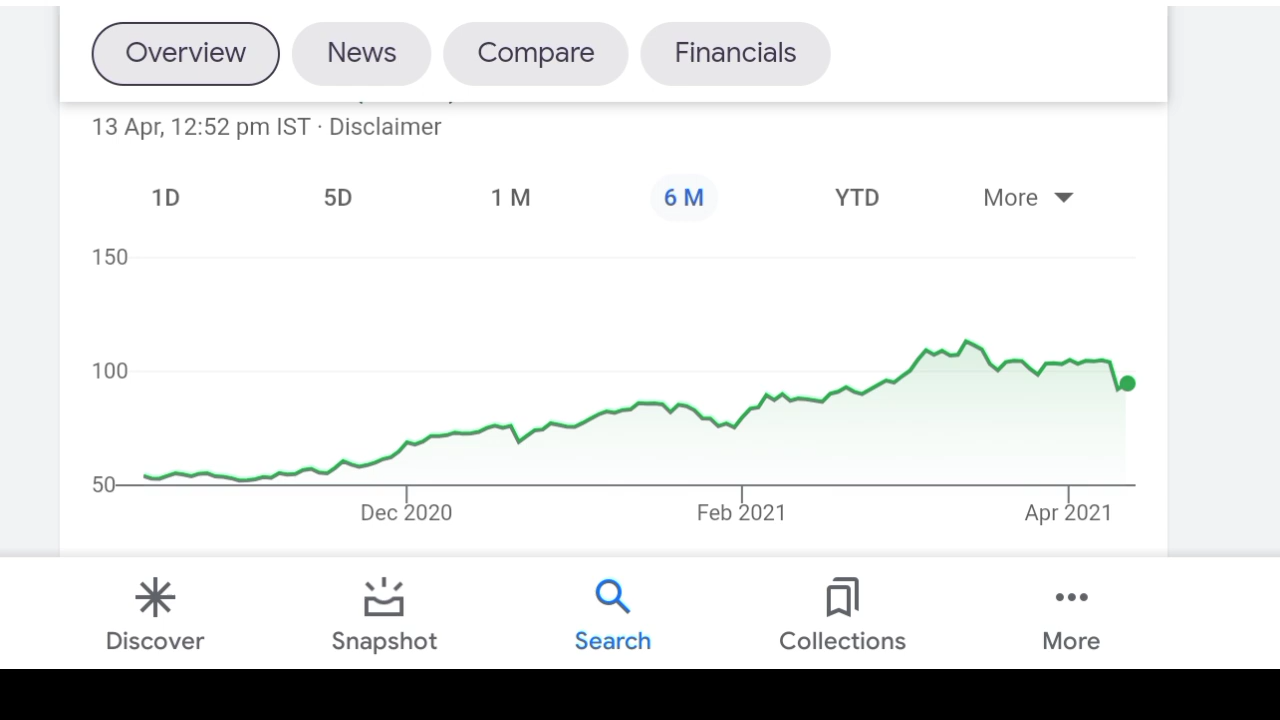 Overview News Compare Financials
13 Apr, 12:52 pm IST · Disclaimer
1D 5D 1 M 6 M YTD More
150
100
50
Dec 2020 Feb 2021 Apr 2021
Discover Snapshot Search Collections More